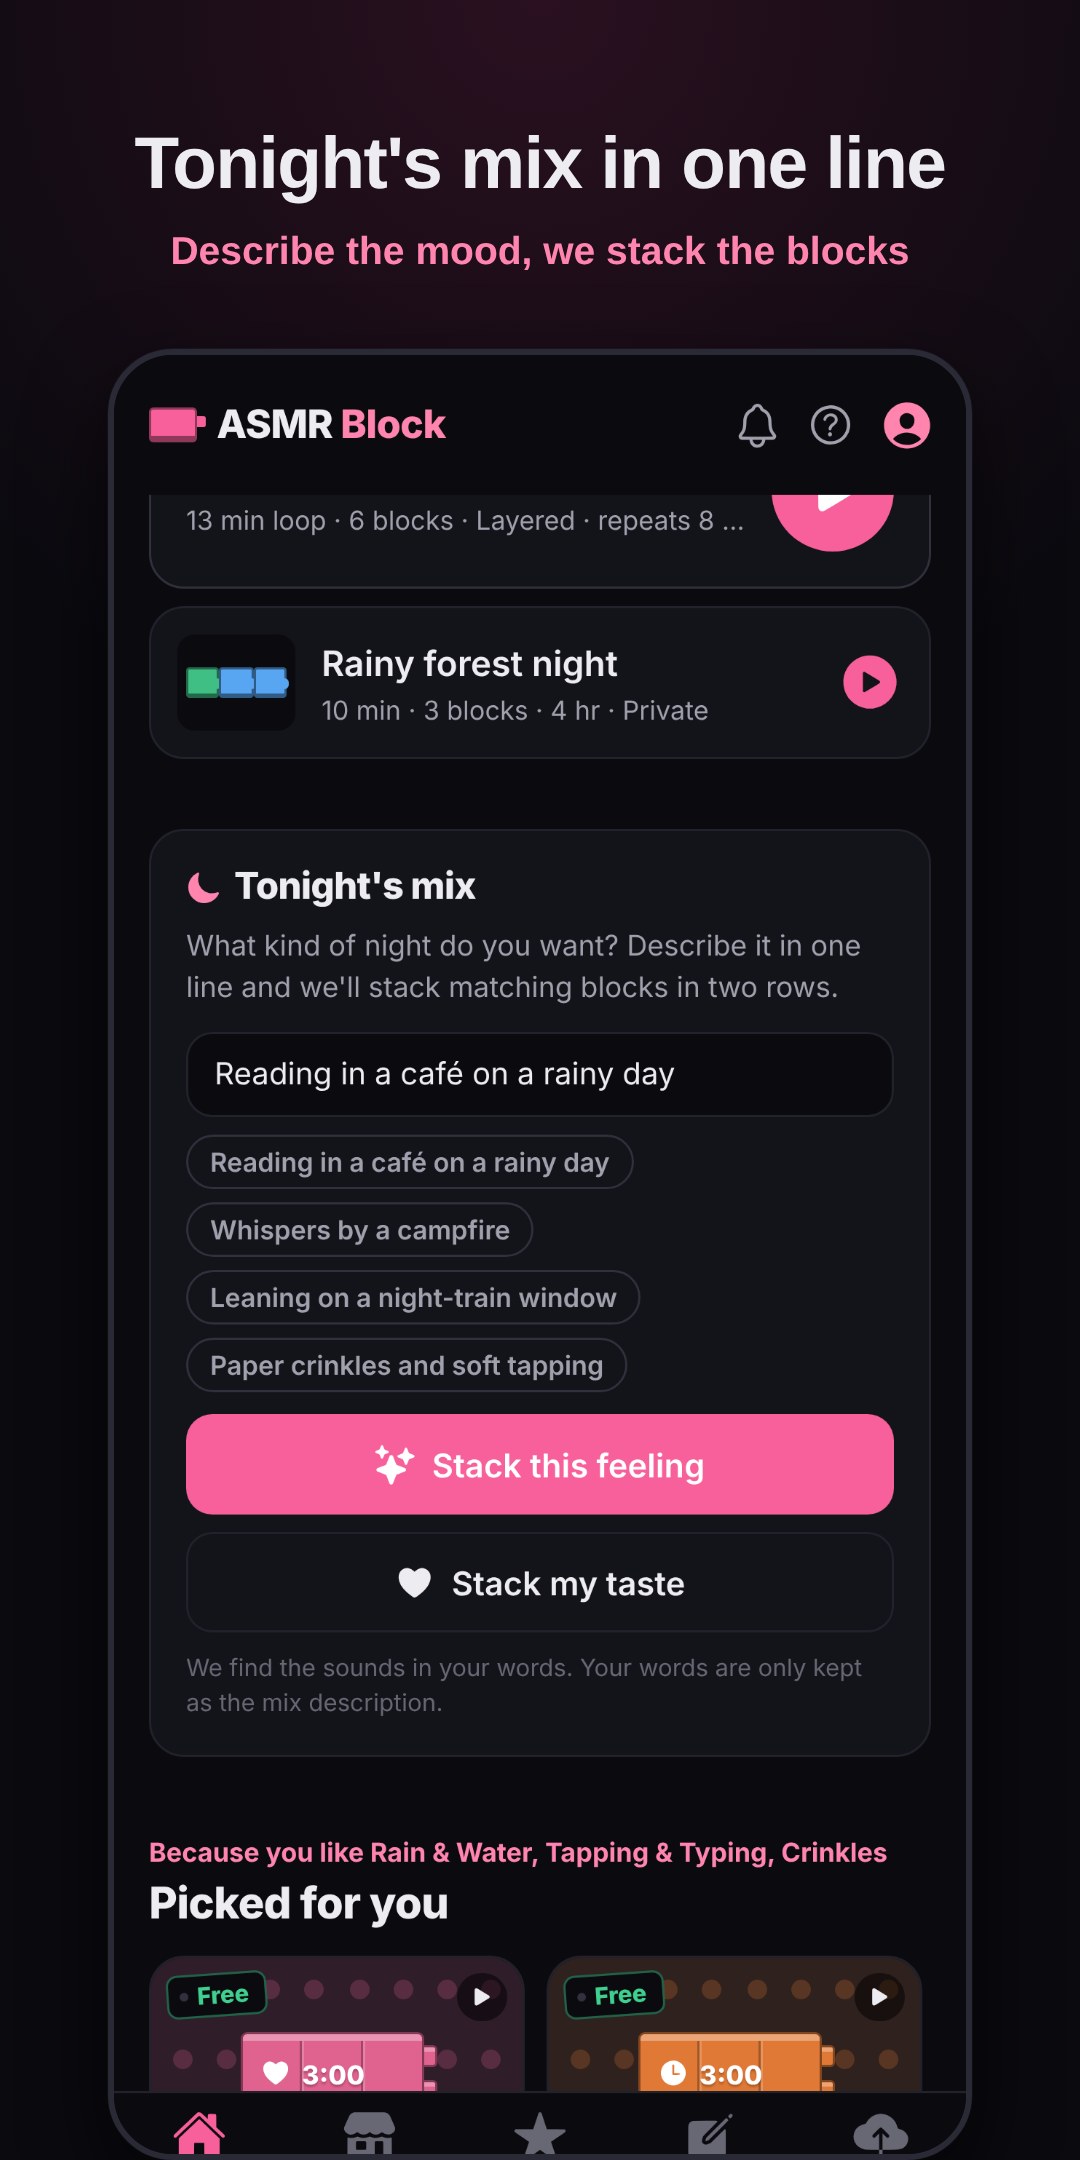 Tonight's mix in one line
Describe the mood, we stack the blocks
ASMR Block
13 min loop · 6 blocks · Layered · repeats 8 ...
Rainy forest night
10 min · 3 blocks · 4 hr · Private
Tonight's mix
What kind of night do you want? Describe it in one
line and we'll stack matching blocks in two rows.
Reading in a café on a rainy day
Reading in a café on a rainy day
Whispers by a campfire
Leaning on a night-train window
Paper crinkles and soft tapping
Stack this feeling
Stack my taste
We find the sounds in your words. Your words are only kept
as the mix description.
Because you like Rain & Water, Tapping & Typing, Crinkles
Picked for you
Free
Free
3:00
3:00